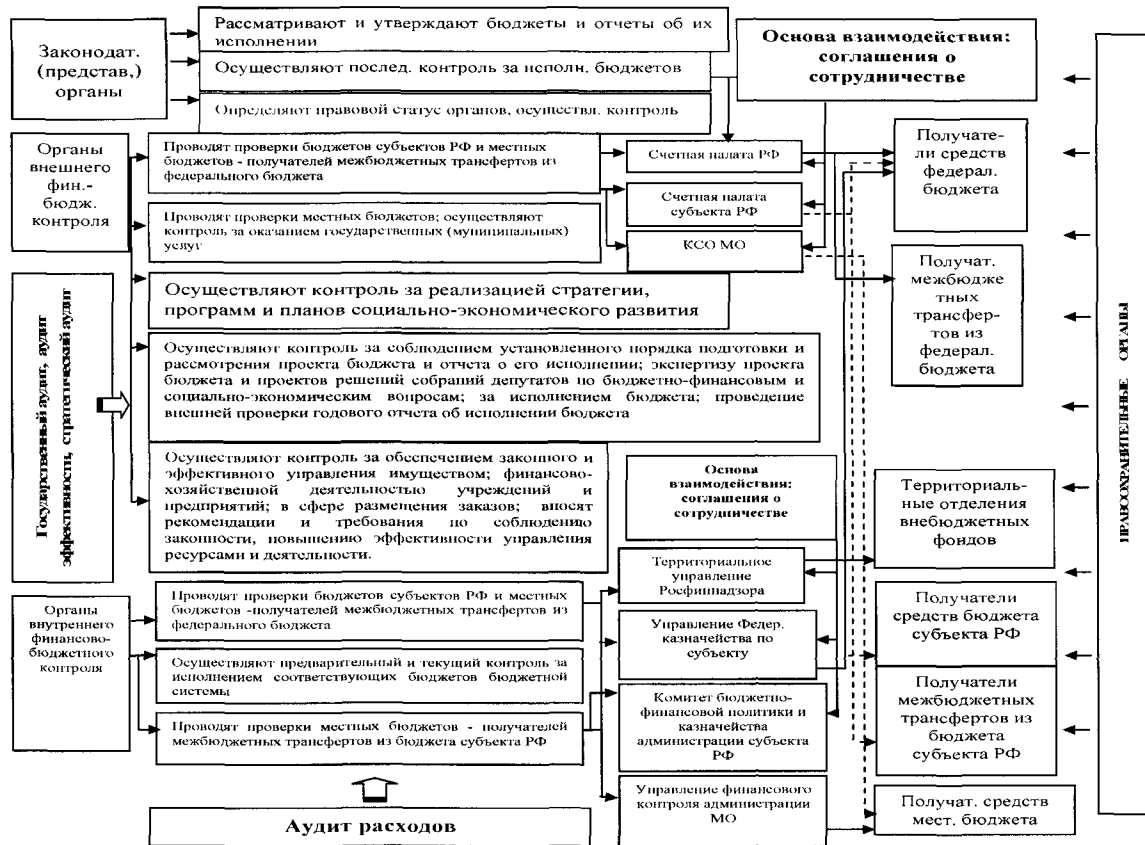 Законодат.
(представ,)
органы
Рассматривают и утверждают бюджеты и отчеты об их
исполнении
Осуществляют послед. контроль за исполн. бюджетов
Определяют правовой статус органов, осуществл. контроль
Основа взаимодействия:
соглашения о
сотрудничестве
Органы
внешнего
фин.-
бюдж.
контроля
Проводят проверки бюджетов субъектов РФ и местных
бюджетов - получателей межбюджетных трансфертов из
федерального бюджета
Проводят проверки местных бюджетов; осуществляют
контроль за оказанием государственных (муниципальных)
услуг
Счетная палата РФ
Счетная палата
субъекта РФ
КСО МО
Получате-
ли средств
федерал.
бюджета
Получат.
межбюдже
тных
трансфер-
тов из
федерал.
бюджета
Осуществляют контроль за реализацией стратегии,
программ и планов социально-экономического развития
Государственный аудит, аудит
эффективности, стратегический аудит
Осуществляют контроль за соблюдением установленного порядка подготовки и
рассмотрения проекта бюджета и отчета о его исполнении; экспертизу проекта
бюджета и проектов решений собраний депутатов по бюджетно-финансовым и
социально-экономическим вопросам; за исполнением бюджета; проведение
внешней проверки годового отчета об исполнении бюджета
Осуществляют контроль за обеспечением законного и
эффективного управления имуществом; финансово-
хозяйственной деятельностью учреждений и
предприятий; в сфере размещения заказов; вносят
рекомендации и требования по соблюдению
законности, повышению эффективности управления
ресурсами и деятельности.
Основа
взаимодействия:
соглашения о
сотрудничестве
Территориаль-
ные отделения
внебюджетных
фондов
ПРАВООХРАНИТЕЛЬНЫЕ ОРГАНЫ
Органы
внутреннего
финансово-
бюджетного
контроля
Проводят проверки бюджетов субъектов РФ и местных
бюджетов -получателей межбюджетных трансфертов из
федерального бюджета
Осуществляют предварительный и текущий контроль за
исполнением соответствующих бюджетов бюджетной
системы
Проводят проверки местных бюджетов - получателей
межбюджетных трансфертов из бюджета субъекта РФ
Территориальное
управление
Росфиннадзора
Управление Федер.
казначейства по
субъекту
Комитет бюджетно-
финансовой политики и
казначейства
администрации субъекта
РФ
Управление финансового
контроля администрации
МО
Получатели
средств бюджета
субъекта РФ
Получатели
межбюджетных
трансфертов из
бюджета
субъекта РФ
Получат. средств
мест. бюджета
Аудит расходов